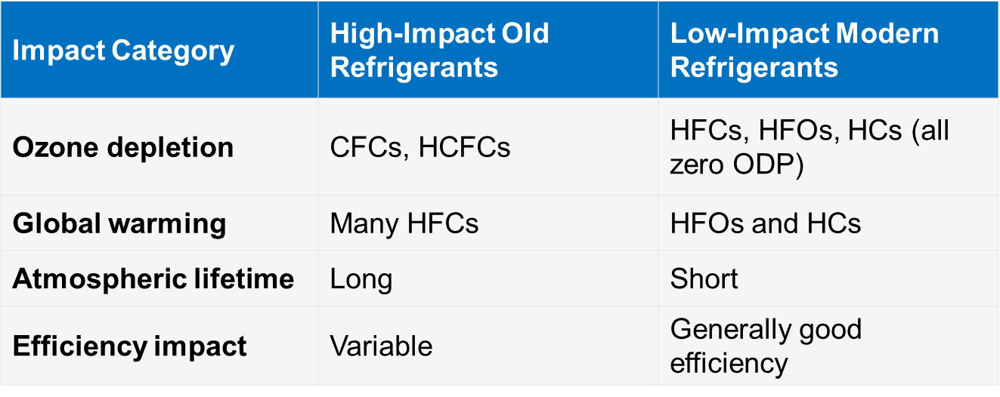 Impact Category
High-Impact Old
Refrigerants
Low-Impact Modern
Refrigerants
Ozone depletion
CFCs, HCFCs
HFCs, HFOs, HCs (all
zero ODP)
Global warming
Many HFCs
HFOs and HCs
Atmospheric lifetime
Long
Short
Efficiency impact
Variable
Generally good
efficiency